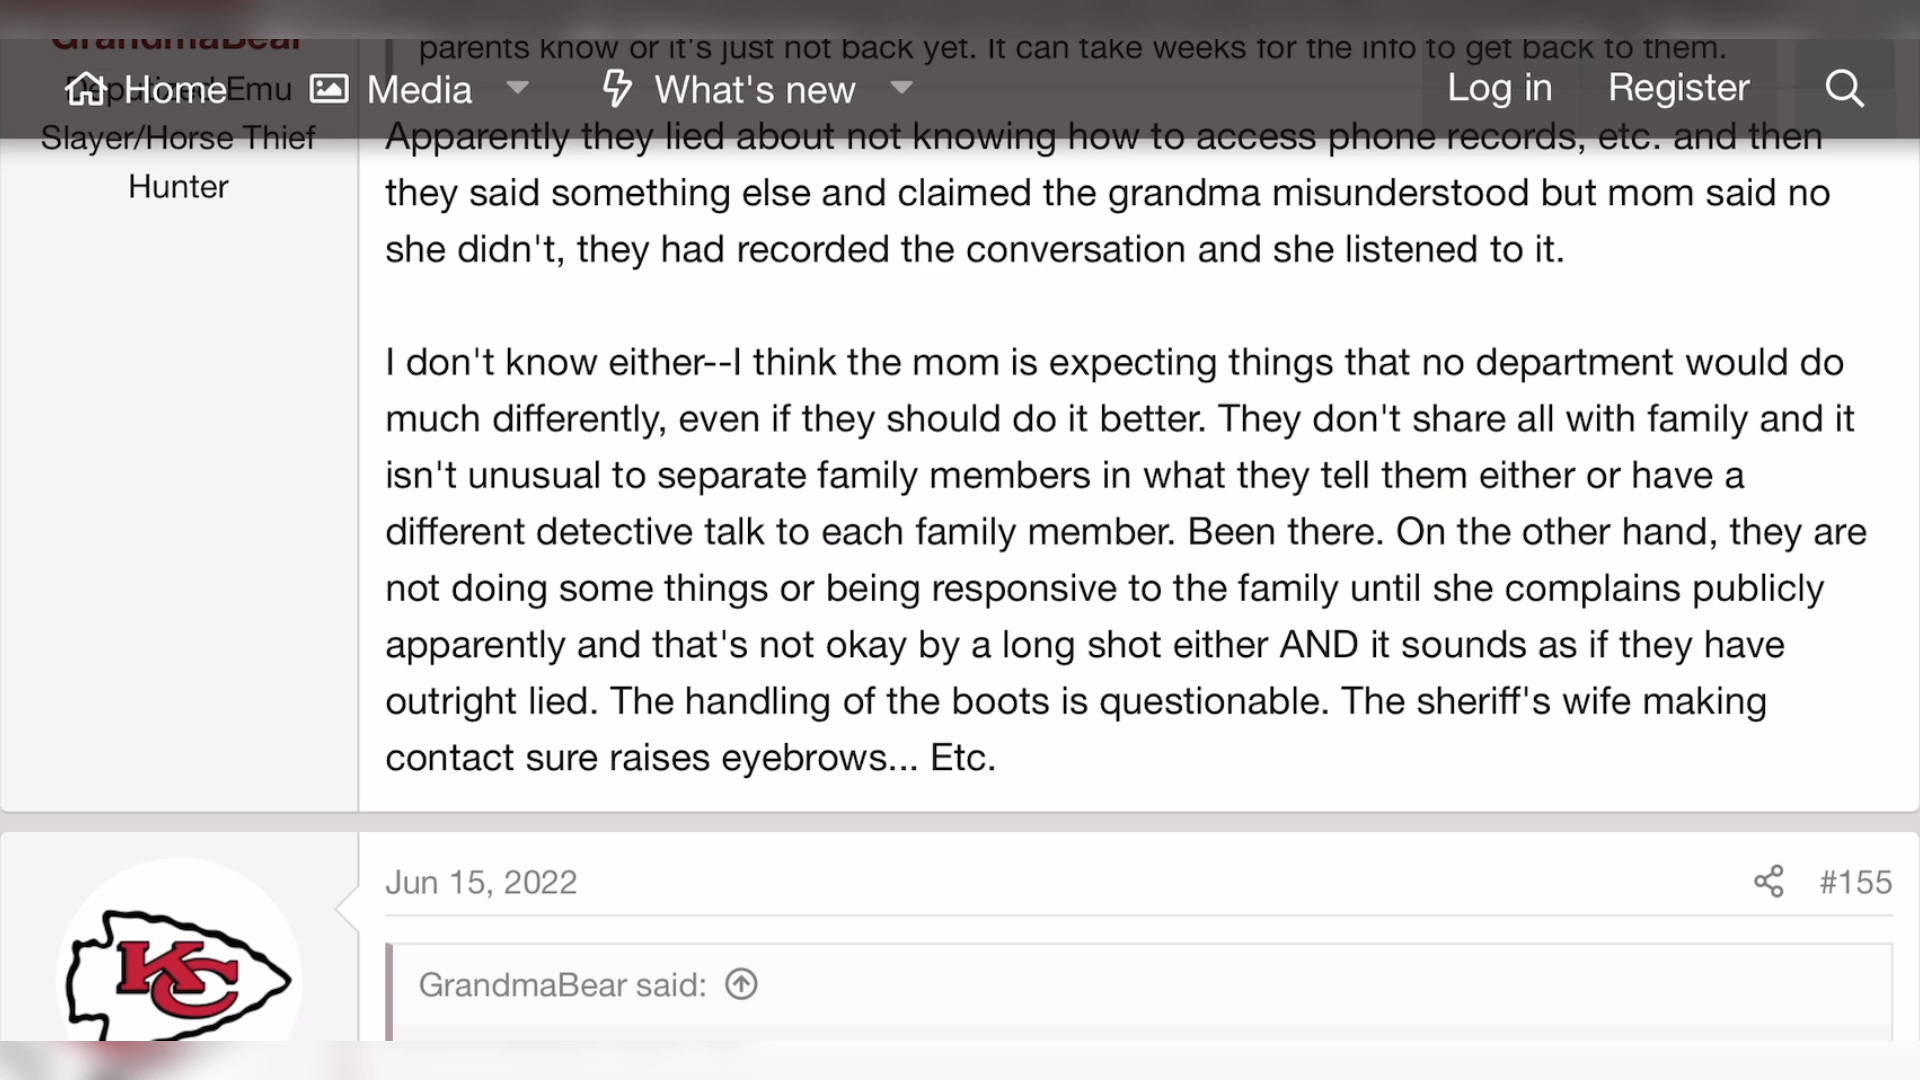 GrandmaBear
parents know or it's just not back yet. It can take weeks for the info to get back to them.
Home
Media
What's new
Log in
Register
Deputized Emu
Slayer/Horse Thief
Hunter
Apparently they lied about not knowing how to access phone records, etc. and then
they said something else and claimed the grandma misunderstood but mom said no
she didn't, they had recorded the conversation and she listened to it.
I don't know either--I think the mom is expecting things that no department would do
much differently, even if they should do it better. They don't share all with family and it
isn't unusual to separate family members in what they tell them either or have a
different detective talk to each family member. Been there. On the other hand, they are
not doing some things or being responsive to the family until she complains publicly
apparently and that's not okay by a long shot either AND it sounds as if they have
outright lied. The handling of the boots is questionable. The sheriff's wife making
contact sure raises eyebrows... Etc.
Jun 15, 2022
#155
KC
GrandmaBear said: